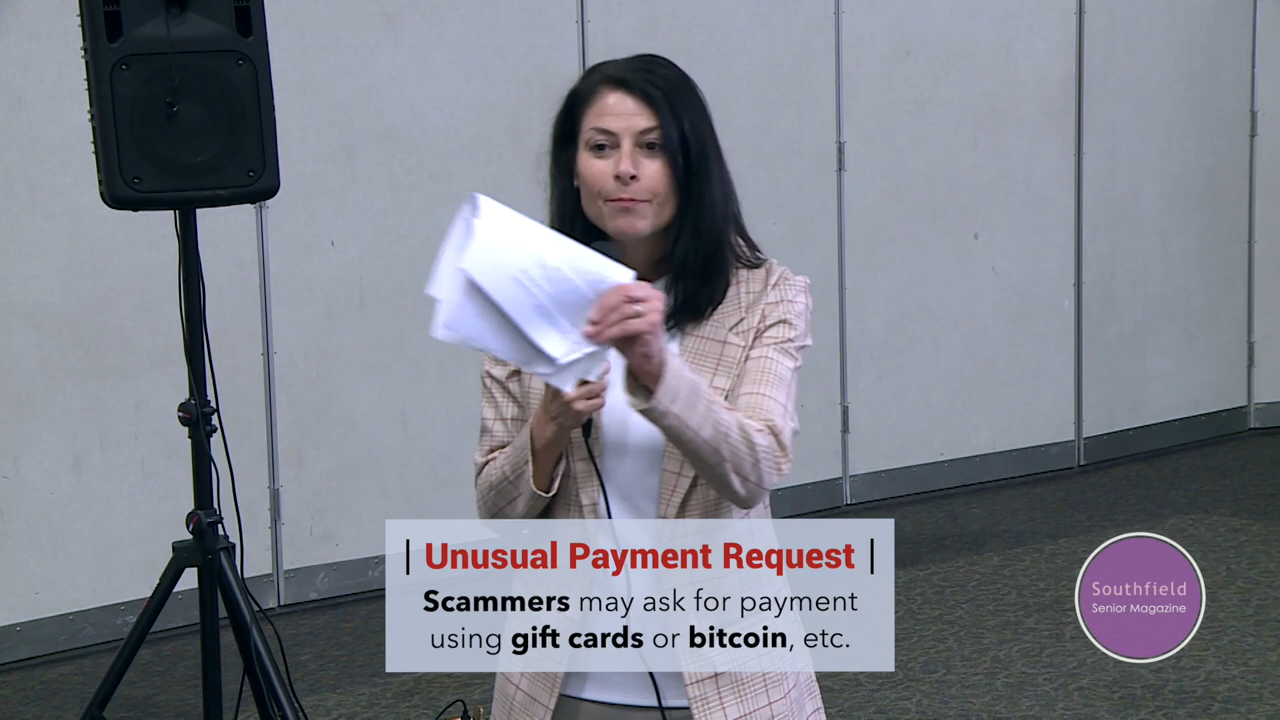 | Unusual Payment Request |
Scammers may ask for payment
using gift cards or bitcoin, etc.
Southfield
Senior Magazine